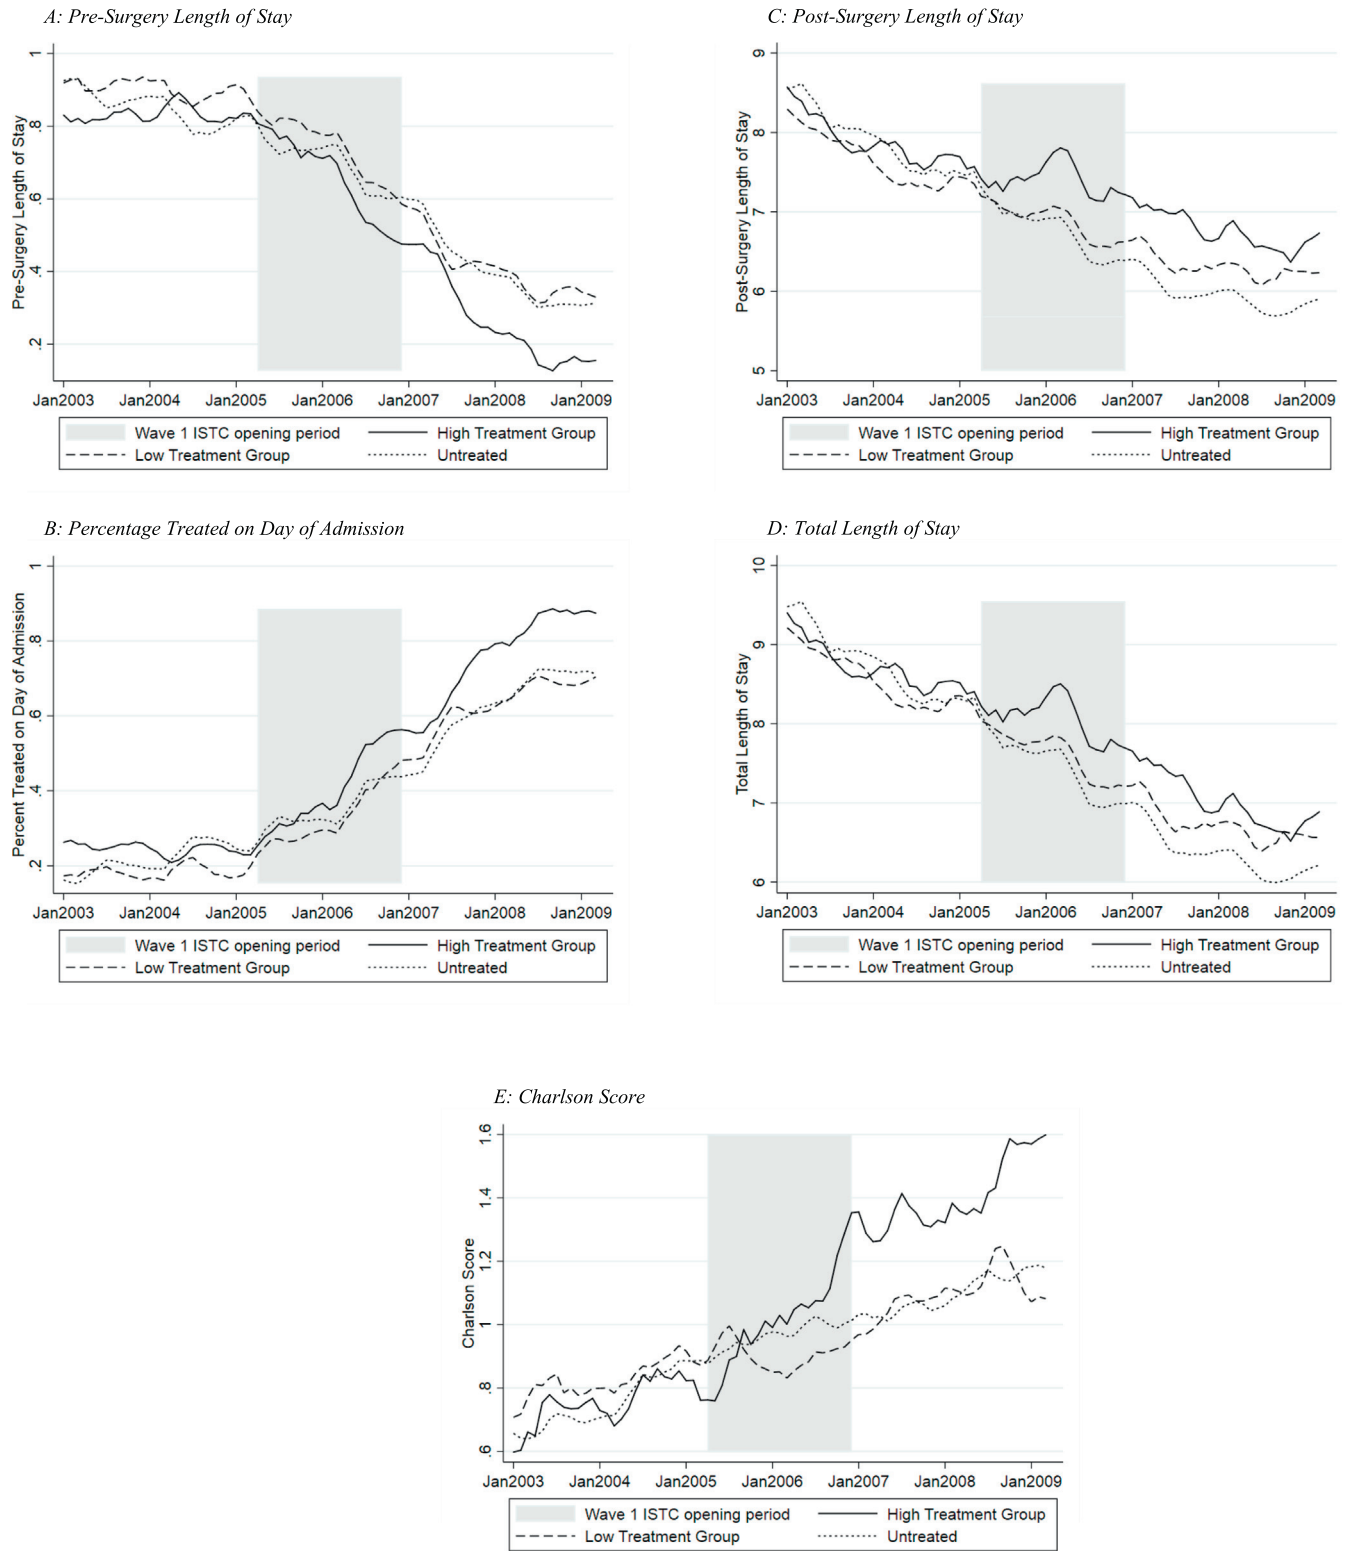 A: Pre-Surgery Length of Stay
Pre-Surgery Length of Stay
1
.8
.6
.4
.2
Jan2003 Jan2004 Jan2005 Jan2006 Jan2007 Jan2008 Jan2009
Wave 1 ISTC opening period High Treatment Group
Low Treatment Group Untreated
C: Post-Surgery Length of Stay
Post-Surgery Length of Stay
9
8
7
6
5
Jan2003 Jan2004 Jan2005 Jan2006 Jan2007 Jan2008 Jan2009
Wave 1 ISTC opening period High Treatment Group
Low Treatment Group Untreated
B: Percentage Treated on Day of Admission
Percent Treated on Day of Admission
1
.8
.6
.4
.2
Jan2003 Jan2004 Jan2005 Jan2006 Jan2007 Jan2008 Jan2009
Wave 1 ISTC opening period High Treatment Group
Low Treatment Group Untreated
D: Total Length of Stay
Total Length of Stay
10
9
8
7
6
Jan2003 Jan2004 Jan2005 Jan2006 Jan2007 Jan2008 Jan2009
Wave 1 ISTC opening period High Treatment Group
Low Treatment Group Untreated
E: Charlson Score
Charlson Score
1.6
1.4
1.2
1
.8
.6
Jan2003 Jan2004 Jan2005 Jan2006 Jan2007 Jan2008 Jan2009
Wave 1 ISTC opening period High Treatment Group
Low Treatment Group Untreated